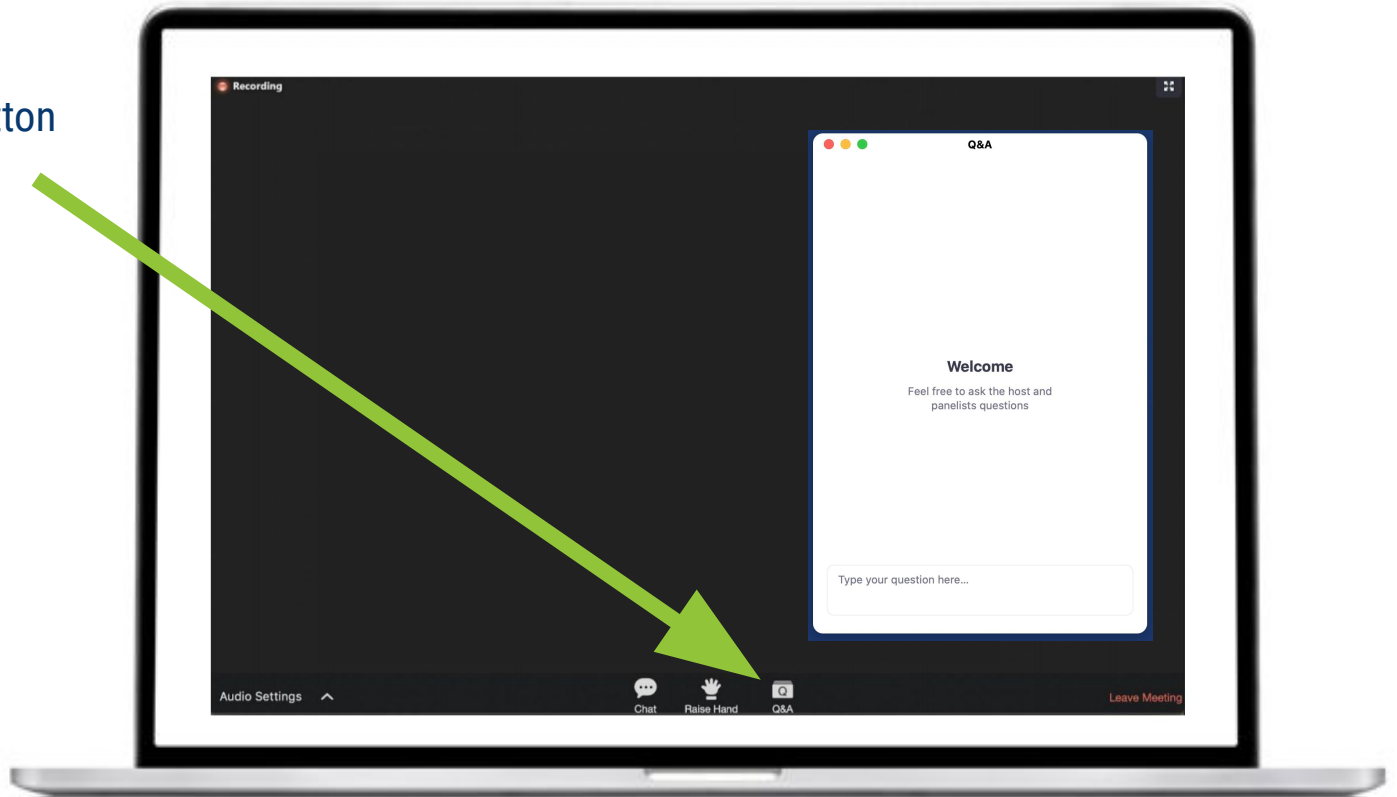 Recording
Q&A
Welcome
Feel free to ask the host and
panelists questions
Type your question here...
Audio Settings
Chat
Raise Hand
Q
Q&A
Leave Meeting